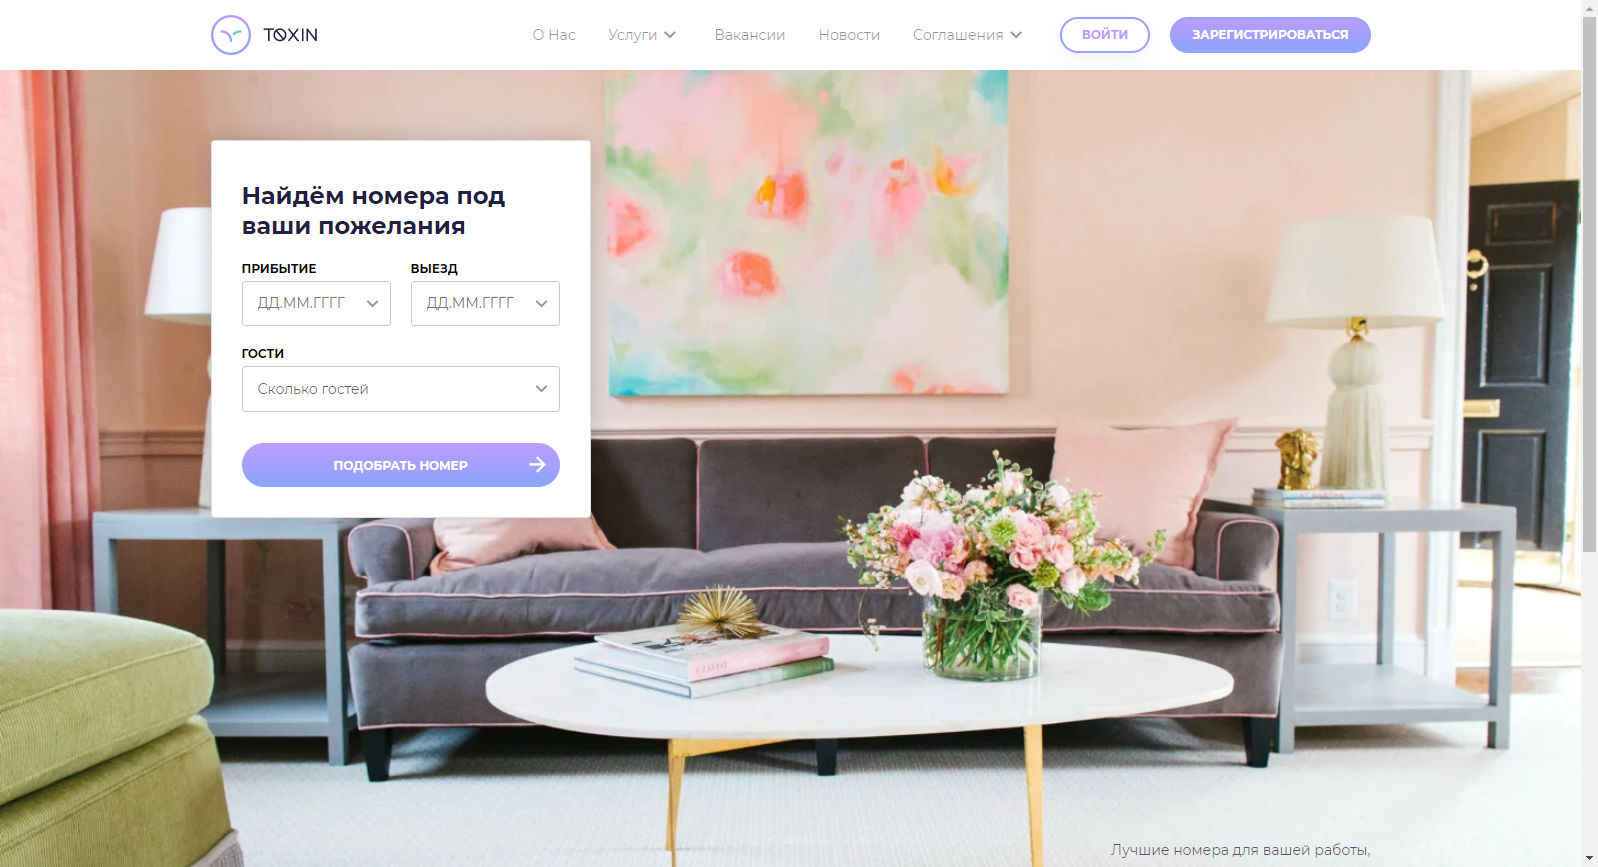 TOXIN
О Нас
Услуги
Вакансии
Новости
Соглашения
ВОЙТИ
ЗАРЕГИСТРИРОВАТЬСЯ
Найдём номера под
ваши пожелания
ПРИБЫТИЕ
ВЫЕЗД
ДД.ММ.ГГГГ
ДД.ММ.ГГГГ
ГОСТИ
Сколько гостей
ПОДОБРАТЬ НОМЕР
Лучшие номера для вашей работы,